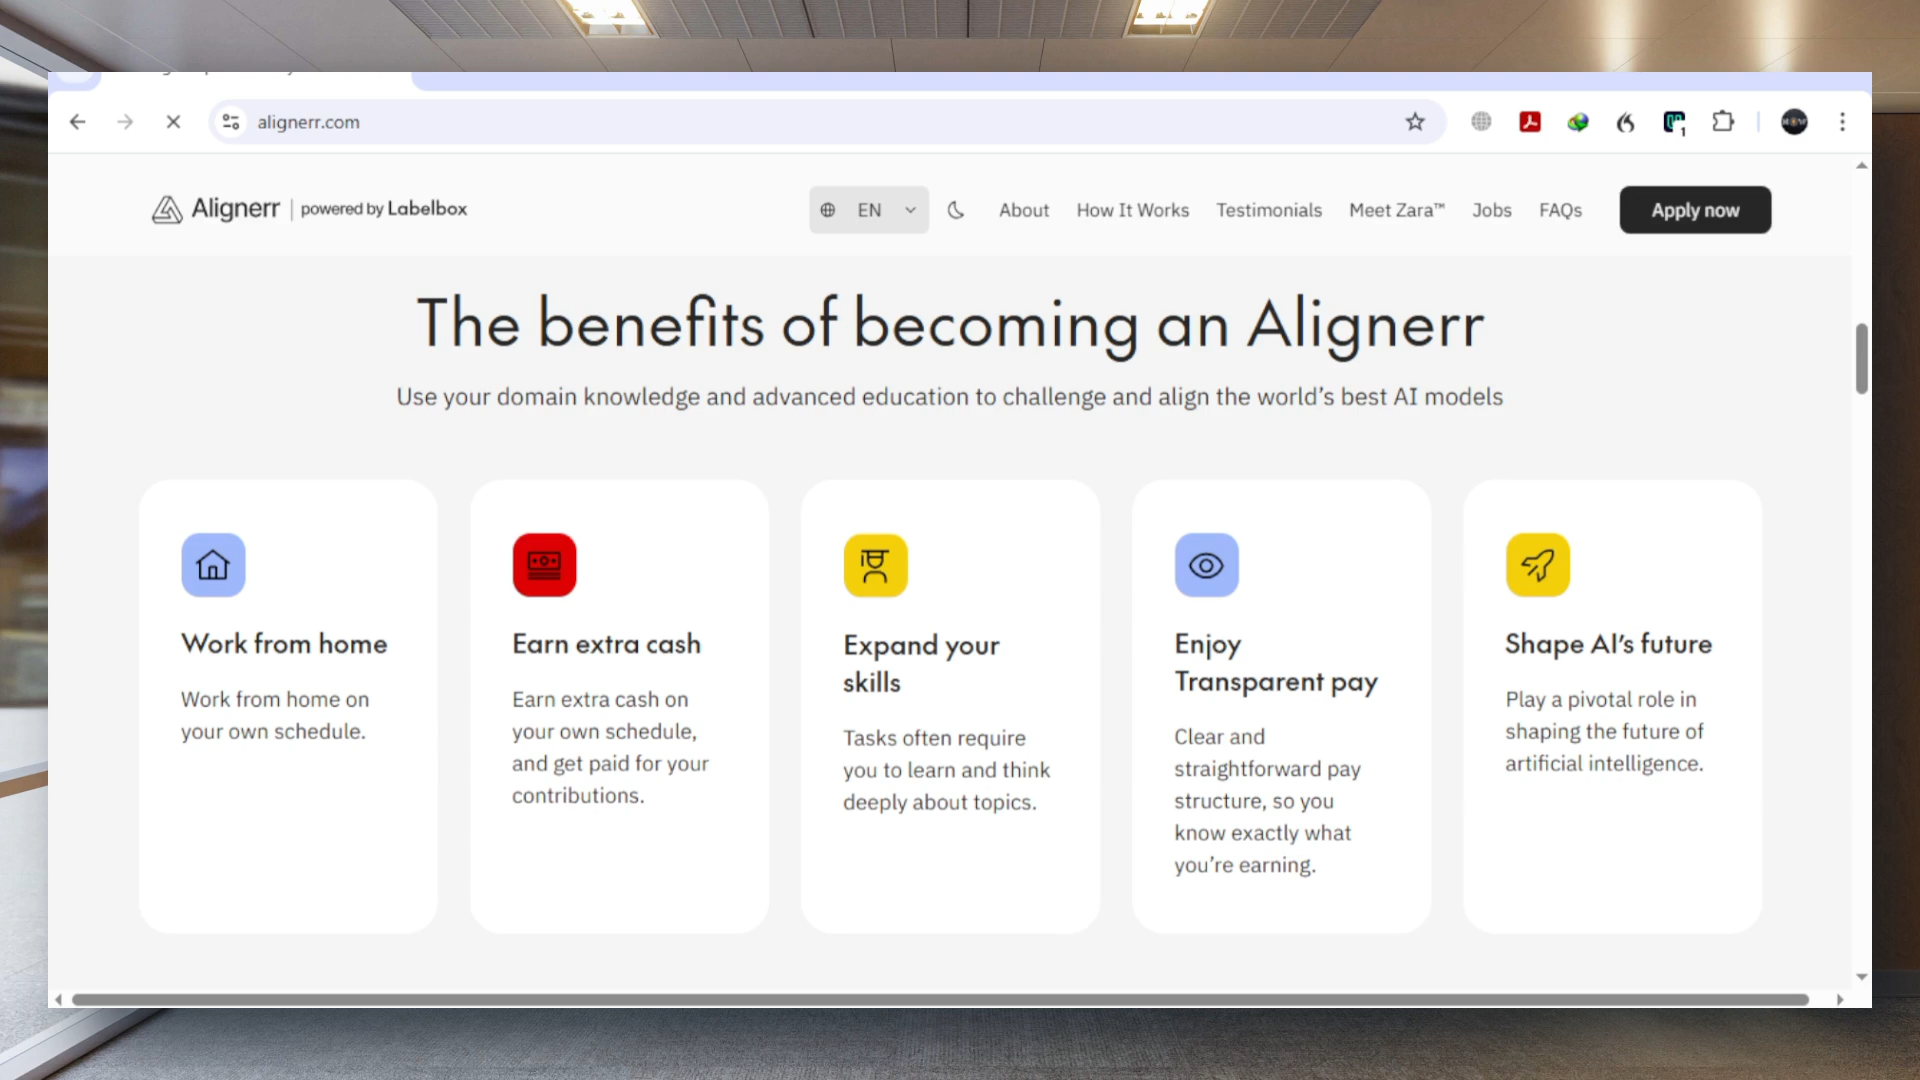 alignerr.com
Alignerr | powered by Labelbox
EN
About
How It Works
Testimonials
Meet Zara™
Jobs
FAQs
Apply now
The benefits of becoming an Alignerr
Use your domain knowledge and advanced education to challenge and align the world's best AI models
Work from home
Work from home on
your own schedule.
Earn extra cash
Earn extra cash on
your own schedule,
and get paid for your
contributions.
Expand your
skills
Tasks often require
you to learn and think
deeply about topics.
Enjoy
Transparent pay
Clear and
straightforward pay
structure, so you
know exactly what
you're earning.
Shape AI's future
Play a pivotal role in
shaping the future of
artificial intelligence.